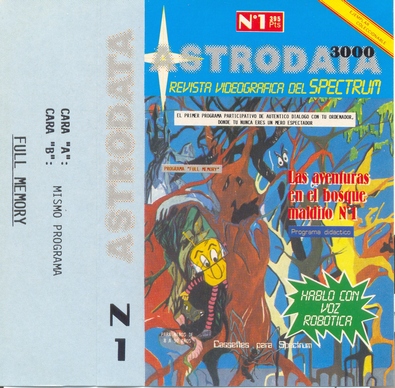 ASTRODATA
N
1
CARA "A":
CARA "B": MISMO PROGRAMA
FULL MEMORY
Nº1 395 Pts
ASTRODATA
3000
REVISTA VIDEOGRAFICA DEL SPECTRUM
EL PRIMER PROGRAMA PARTICIPATIVO DE AUTENTICO DIALOGO CON TU ORDENADOR,
DONDE TU NUNCA ERES UN MERO ESPECTADOR
PROGRAMA "FULL MEMORY"
Las aventuras
en el bosque
maldito Nº1
Programa didactico
HABLO CON
VOZ
ROBOTICA
Cassettes para Spectrum